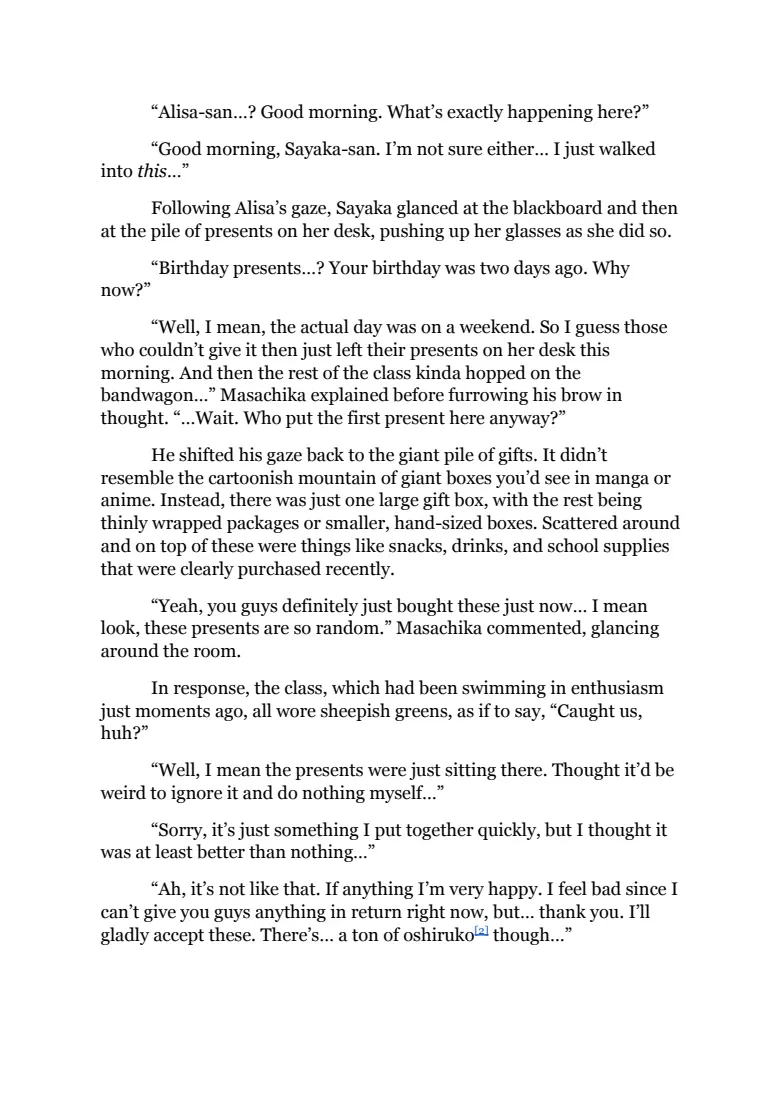 “Alisa-san…? Good morning. What’s exactly happening here?”
“Good morning, Sayaka-san. I’m not sure either… I just walked
into this…”
Following Alisa’s gaze, Sayaka glanced at the blackboard and then
at the pile of presents on her desk, pushing up her glasses as she did so.
“Birthday presents…? Your birthday was two days ago. Why
now?”
“Well, I mean, the actual day was on a weekend. So I guess those
who couldn’t give it then just left their presents on her desk this
morning. And then the rest of the class kinda hopped on the
bandwagon…” Masachika explained before furrowing his brow in
thought. “…Wait. Who put the first present here anyway?”
He shifted his gaze back to the giant pile of gifts. It didn’t
resemble the cartoonish mountain of giant boxes you’d see in manga or
anime. Instead, there was just one large gift box, with the rest being
thinly wrapped packages or smaller, hand-sized boxes. Scattered around
and on top of these were things like snacks, drinks, and school supplies
that were clearly purchased recently.
“Yeah, you guys definitely just bought these just now… I mean
look, these presents are so random.” Masachika commented, glancing
around the room.
In response, the class, which had been swimming in enthusiasm
just moments ago, all wore sheepish greens, as if to say, “Caught us,
huh?”
“Well, I mean the presents were just sitting there. Thought it’d be
weird to ignore it and do nothing myself…”
“Sorry, it’s just something I put together quickly, but I thought it
was at least better than nothing…”
“Ah, it’s not like that. If anything I’m very happy. I feel bad since I
can’t give you guys anything in return right now, but… thank you. I’ll
gladly accept these. There’s… a ton of oshiruko[2] though…”